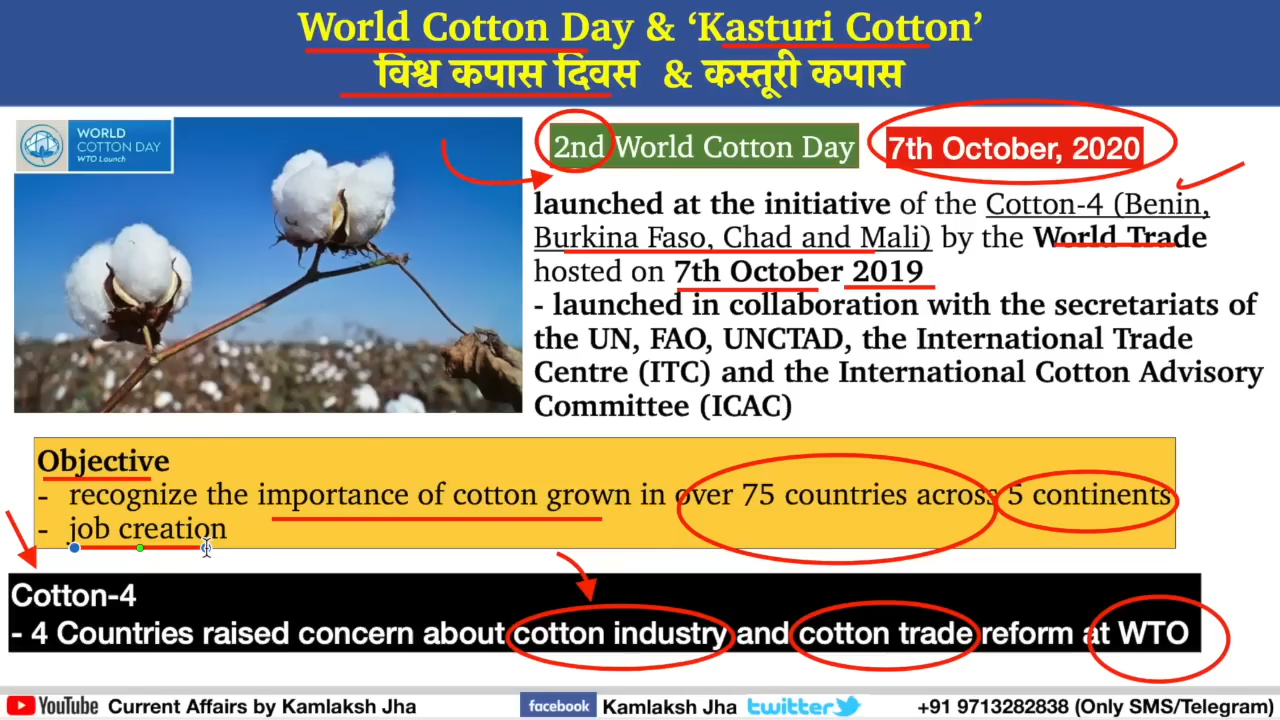 World Cotton Day & ‘Kasturi Cotton’
विश्व कपास दिवस & कस्तूरी कपास
WORLD
COTTON DAY
WTO Launch
2nd World Cotton Day 7th October, 2020
launched at the initiative of the Cotton-4 (Benin,
Burkina Faso, Chad and Mali) by the World Trade
hosted on 7th October 2019
- launched in collaboration with the secretariats of
the UN, FAO, UNCTAD, the International Trade
Centre (ITC) and the International Cotton Advisory
Committee (ICAC)
Objective
- recognize the importance of cotton grown in over 75 countries across 5 continents
- job creation
Cotton-4
- 4 Countries raised concern about cotton industry and cotton trade reform at WTO
YouTube Current Affairs by Kamlaksh Jha facebook Kamlaksh Jha twitter +91 9713282838 (Only SMS/Telegram)